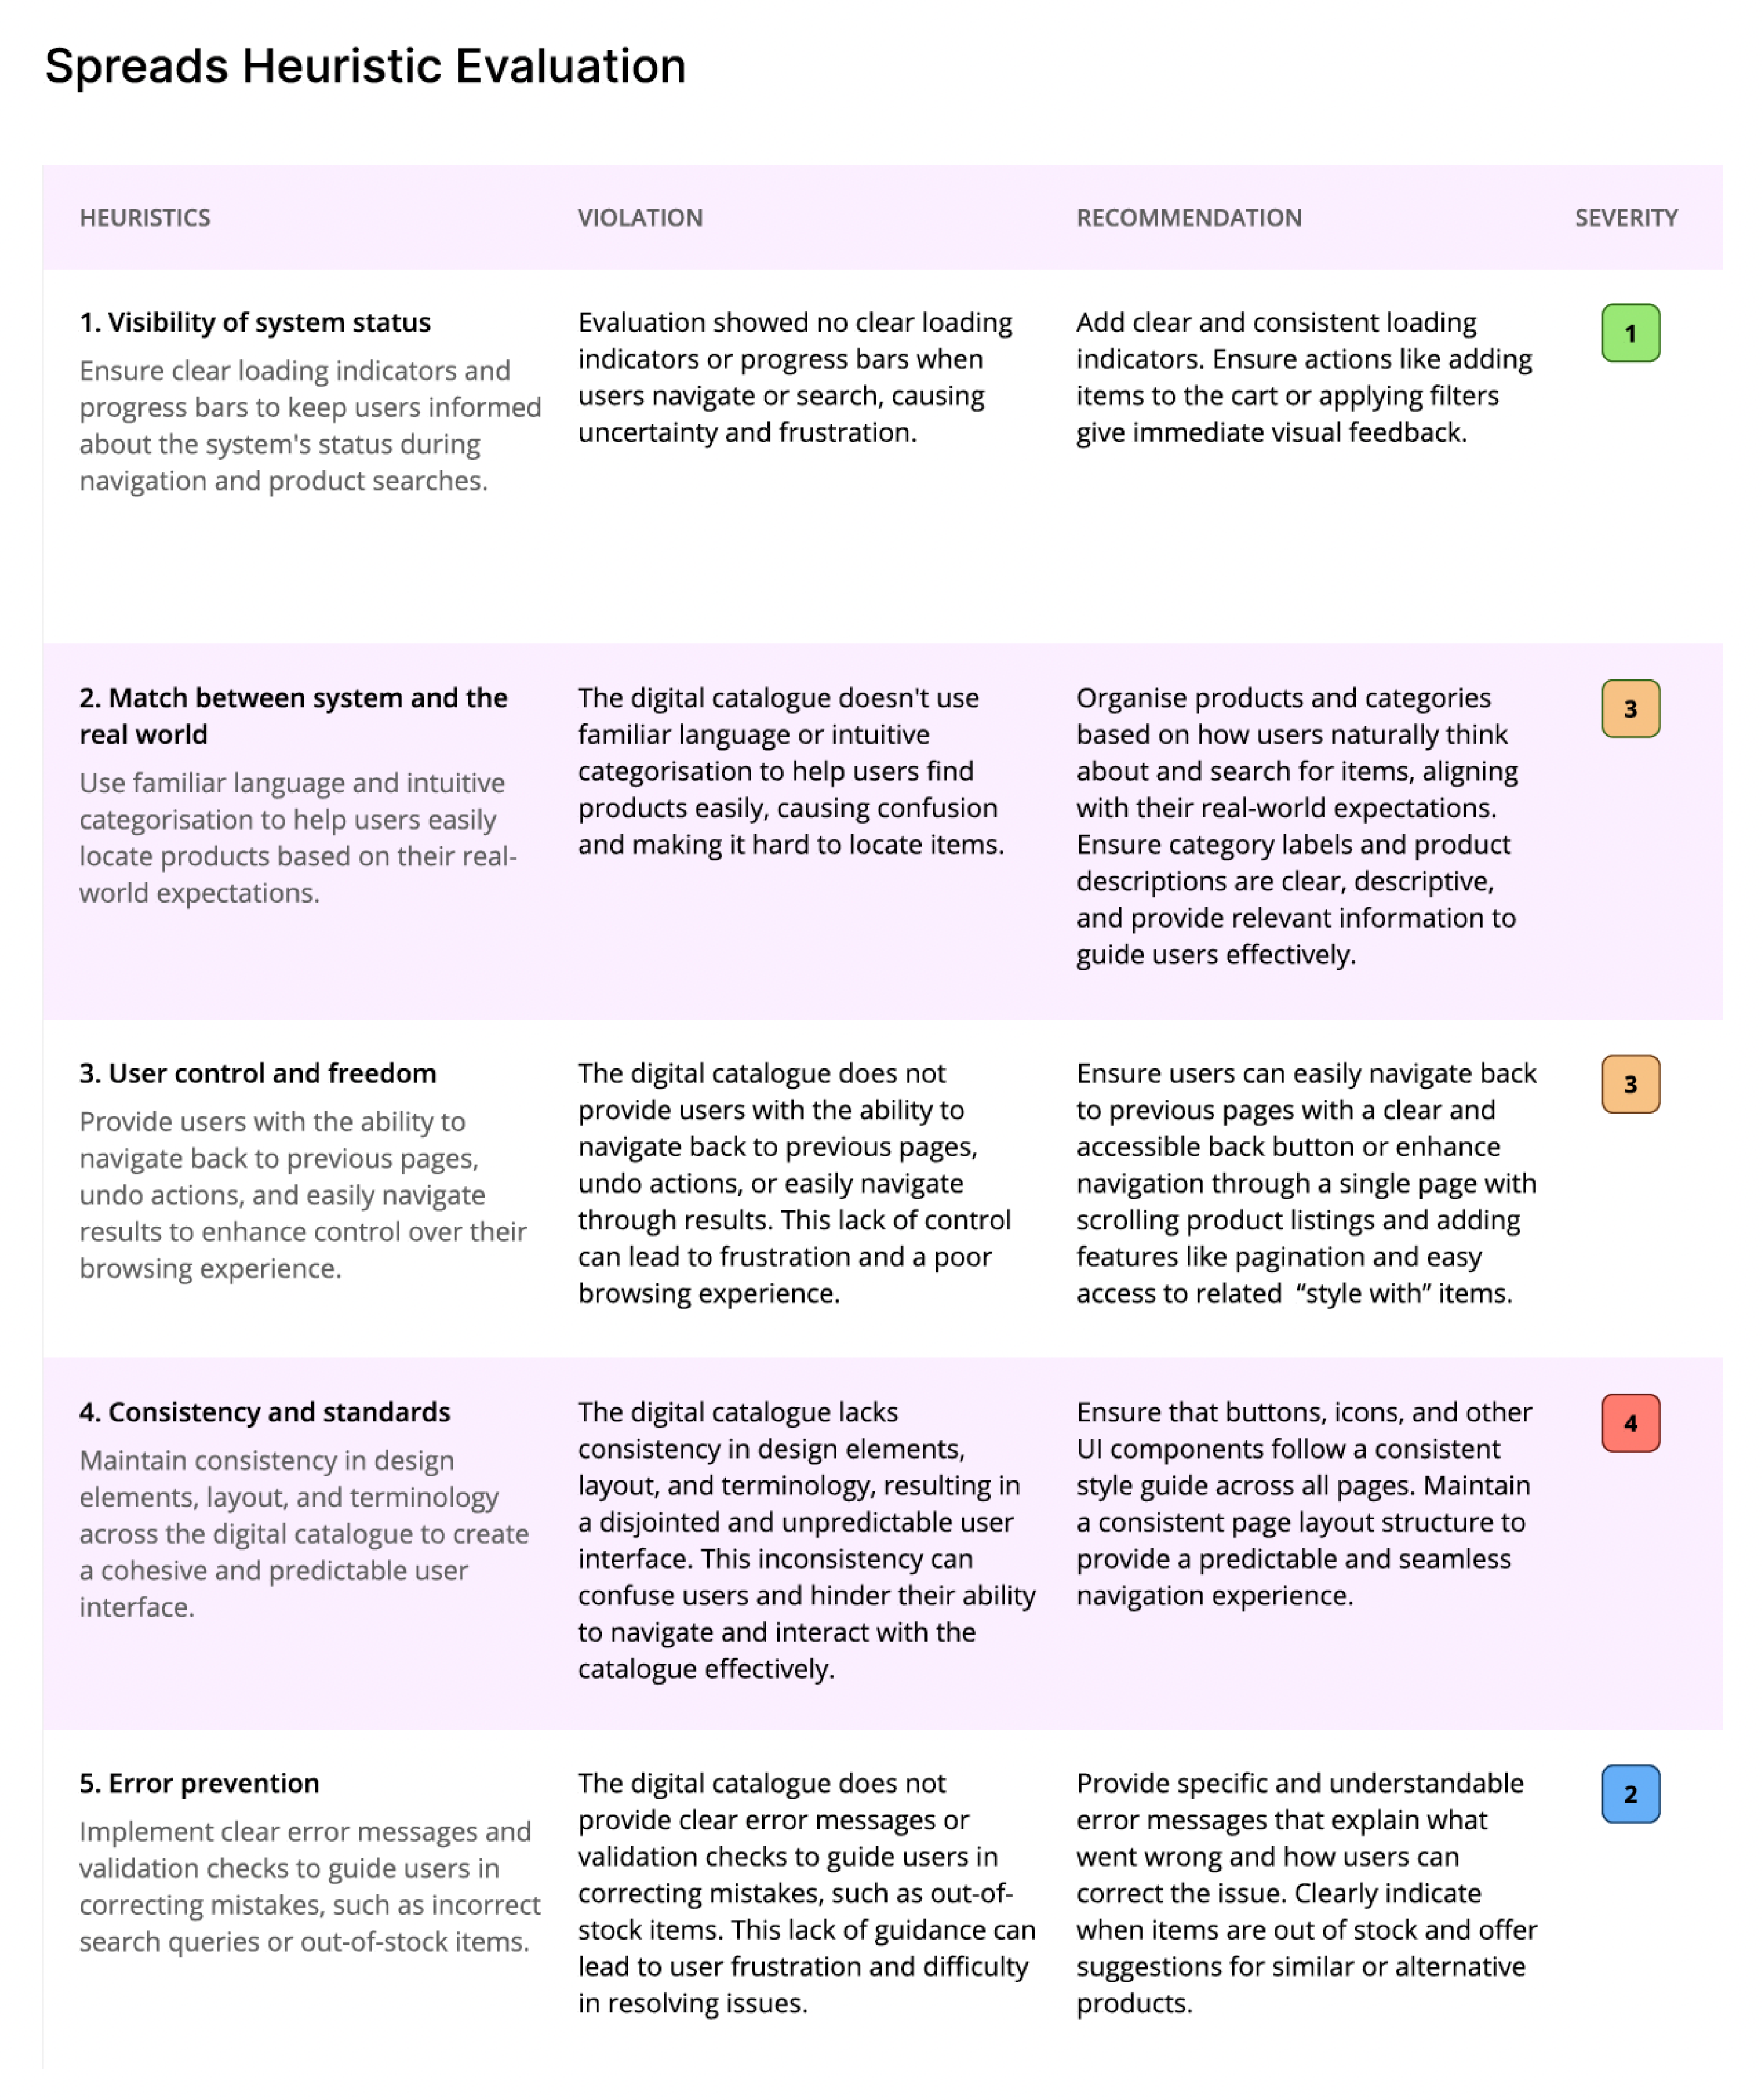 Spreads Heuristic Evaluation
HEURISTICS
VIOLATION
RECOMMENDATION
SEVERITY
1. Visibility of system status
Ensure clear loading indicators and
progress bars to keep users informed
about the system's status during
navigation and product searches.
Evaluation showed no clear loading
indicators or progress bars when
users navigate or search, causing
uncertainty and frustration.
Add clear and consistent loading
indicators. Ensure actions like adding
items to the cart or applying filters
give immediate visual feedback.
1
2. Match between system and the
real world
Use familiar language and intuitive
categorisation to help users easily
locate products based on their real-
world expectations.
The digital catalogue doesn't use
familiar language or intuitive
categorisation to help users find
products easily, causing confusion
and making it hard to locate items.
Organise products and categories
based on how users naturally think
about and search for items, aligning
with their real-world expectations.
Ensure category labels and product
descriptions are clear, descriptive,
and provide relevant information to
guide users effectively.
3
3. User control and freedom
Provide users with the ability to
navigate back to previous pages,
undo actions, and easily navigate
results to enhance control over their
browsing experience.
The digital catalogue does not
provide users with the ability to
navigate back to previous pages,
undo actions, or easily navigate
through results. This lack of control
can lead to frustration and a poor
browsing experience.
Ensure users can easily navigate back
to previous pages with a clear and
accessible back button or enhance
navigation through a single page with
scrolling product listings and adding
features like pagination and easy
access to related “style with” items.
3
4. Consistency and standards
Maintain consistency in design
elements, layout, and terminology
across the digital catalogue to create
a cohesive and predictable user
interface.
The digital catalogue lacks
consistency in design elements,
layout, and terminology, resulting in
a disjointed and unpredictable user
interface. This inconsistency can
confuse users and hinder their ability
to navigate and interact with the
catalogue effectively.
Ensure that buttons, icons, and other
UI components follow a consistent
style guide across all pages. Maintain
a consistent page layout structure to
provide a predictable and seamless
navigation experience.
4
5. Error prevention
Implement clear error messages and
validation checks to guide users in
correcting mistakes, such as incorrect
search queries or out-of-stock items.
The digital catalogue does not
provide clear error messages or
validation checks to guide users in
correcting mistakes, such as out-of-
stock items. This lack of guidance can
lead to user frustration and difficulty
in resolving issues.
Provide specific and understandable
error messages that explain what
went wrong and how users can
correct the issue. Clearly indicate
when items are out of stock and offer
suggestions for similar or alternative
products.
2